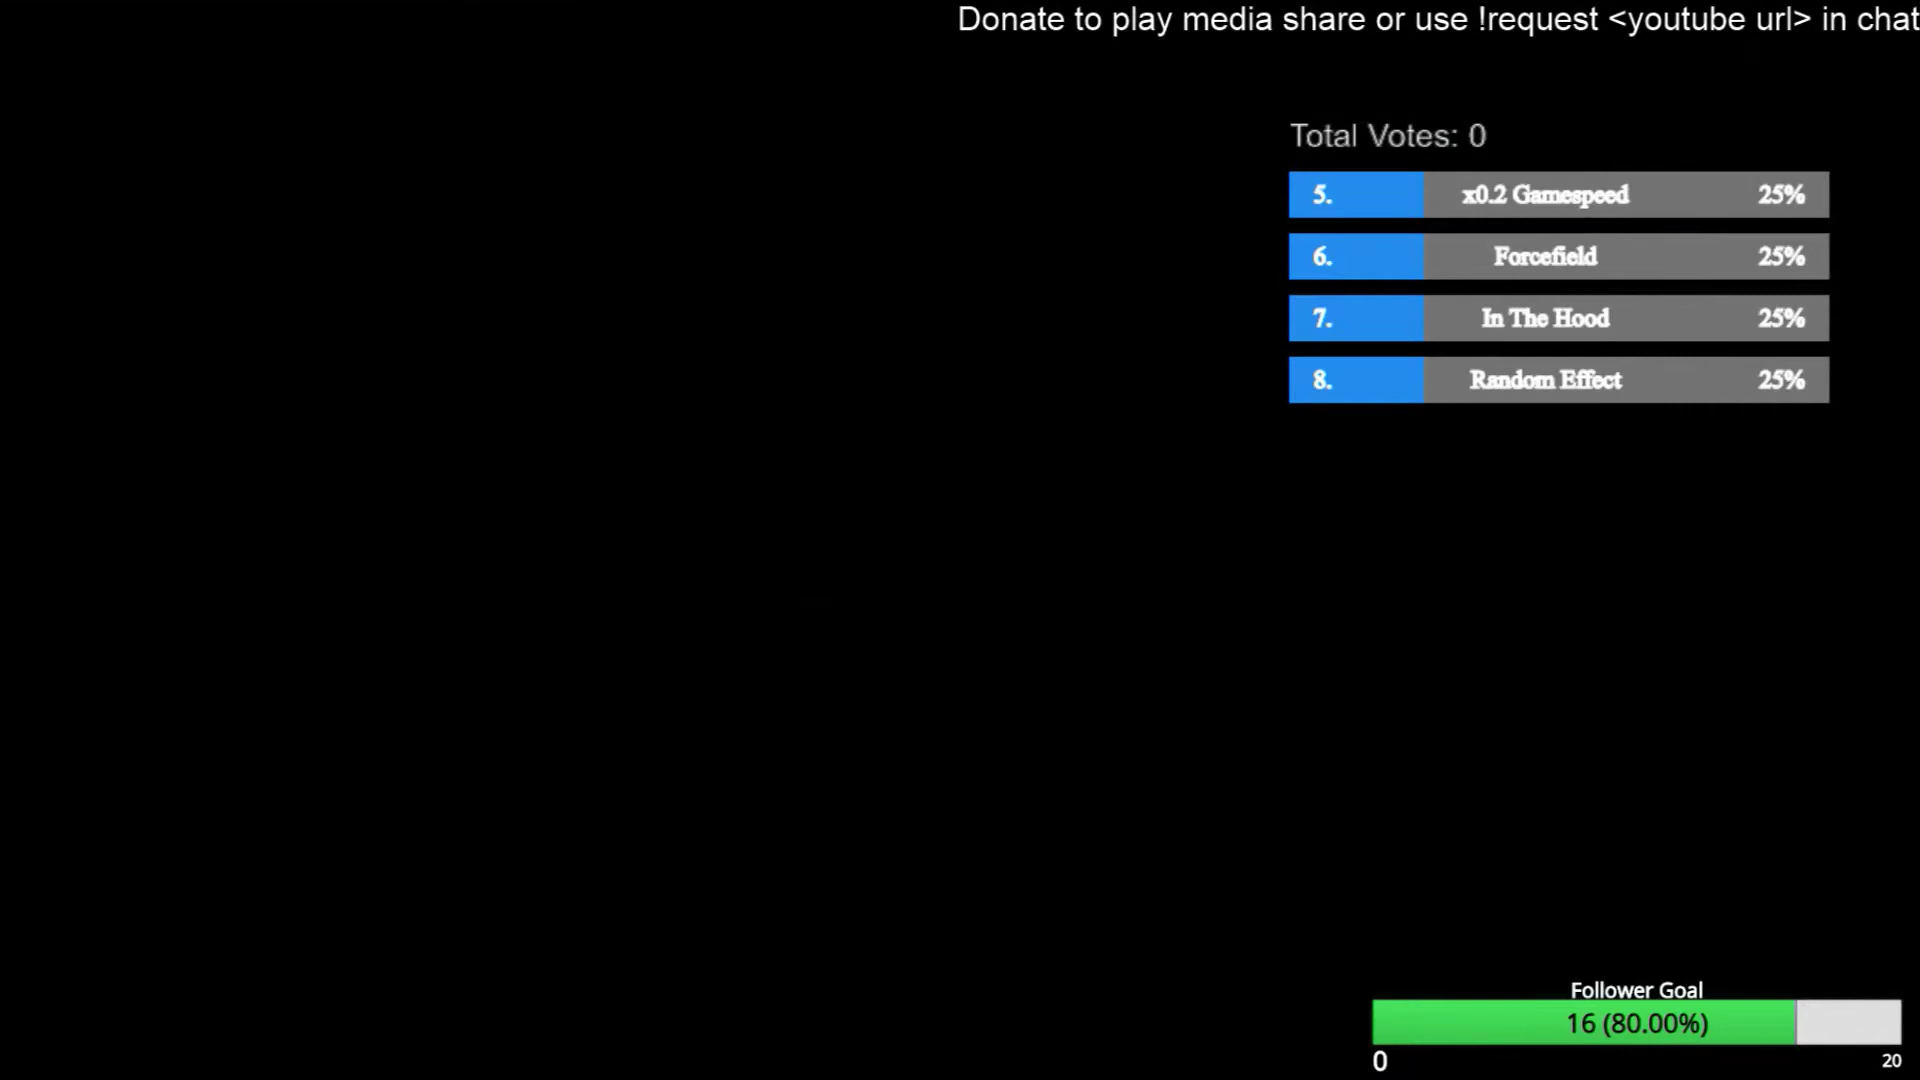 Donate to play media share or use !request <youtube url> in chat
Total Votes: 0
5. x0.2 Gamespeed 25%
6. Forcefield 25%
7. In The Hood 25%
8. Random Effect 25%
Follower Goal
16 (80.00%)
0 20